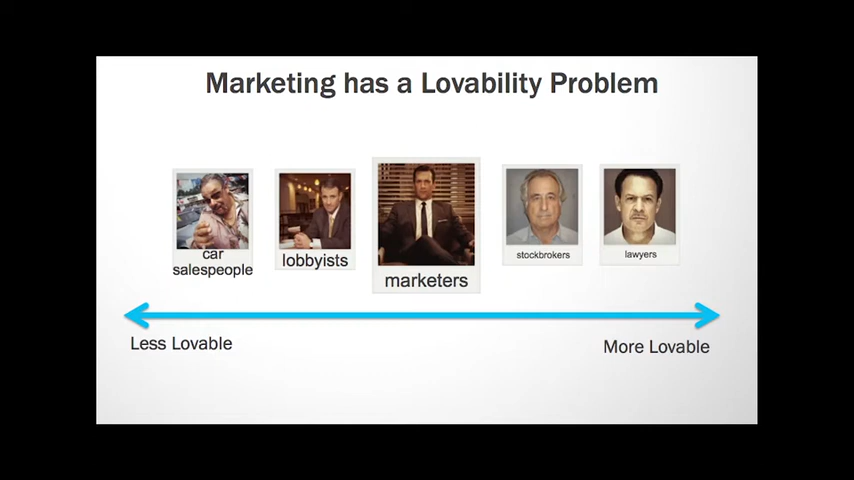 Marketing has a Lovability Problem
car
salespeople
lobbyists
marketers
stockbrokers
lawyers
Less Lovable
More Lovable